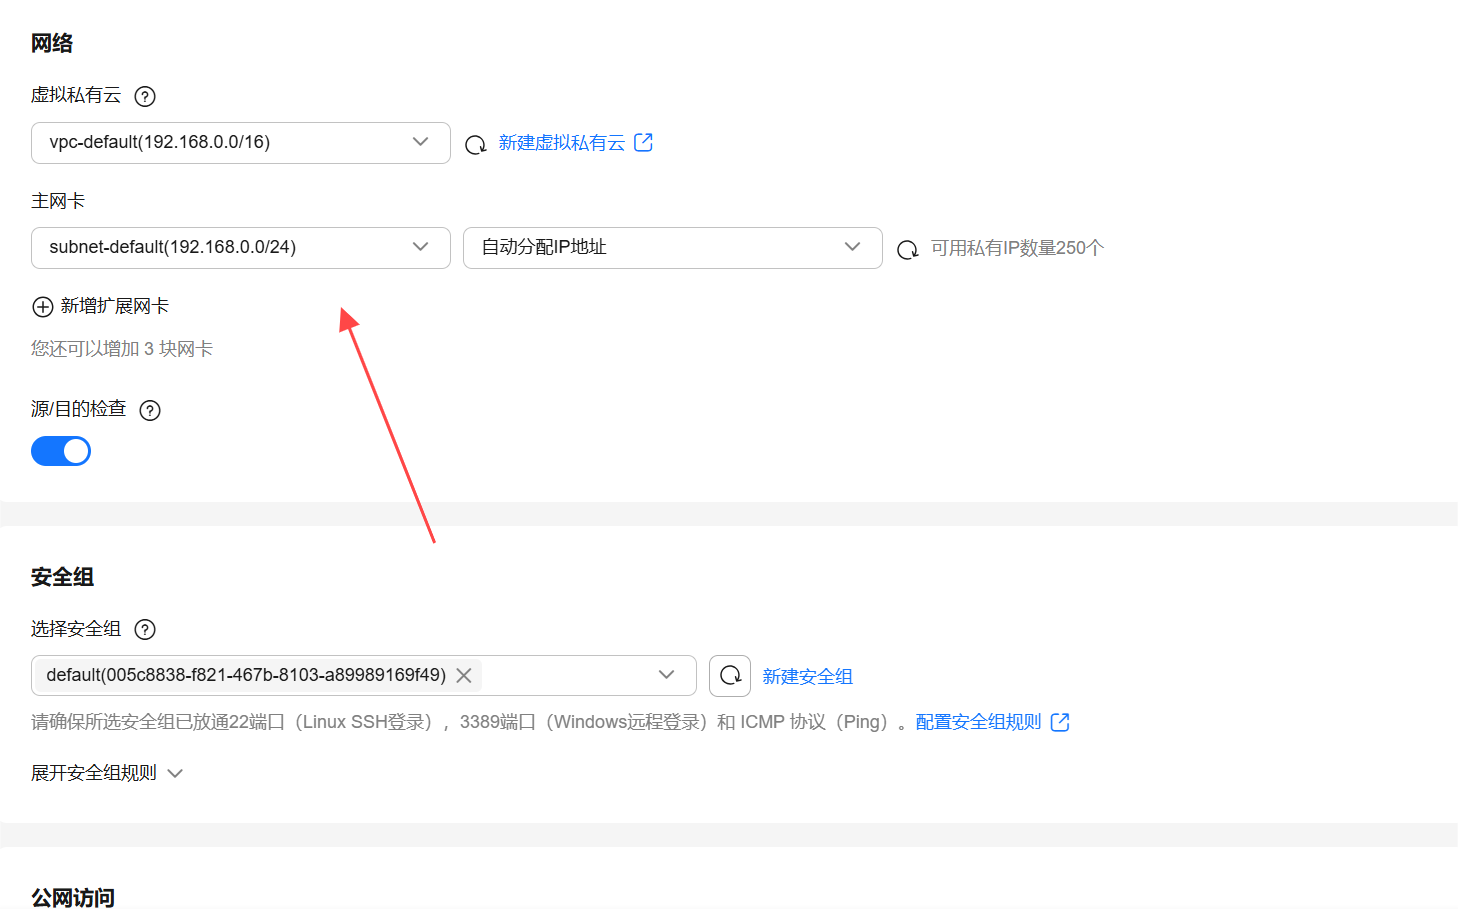 网络
虚拟私有云
vpc-default(192.168.0.0/16) 新建虚拟私有云
主网卡
subnet-default(192.168.0.0/24) 自动分配IP地址 可用私有IP数量250个
新增扩展网卡
您还可以增加 3 块网卡
源/目的检查
安全组
选择安全组
default(005c8838-f821-467b-8103-a89989169f49) 新建安全组
请确保所选安全组已放通22端口（Linux SSH登录），3389端口（Windows远程登录）和 ICMP 协议（Ping）。配置安全组规则
展开安全组规则
公网访问